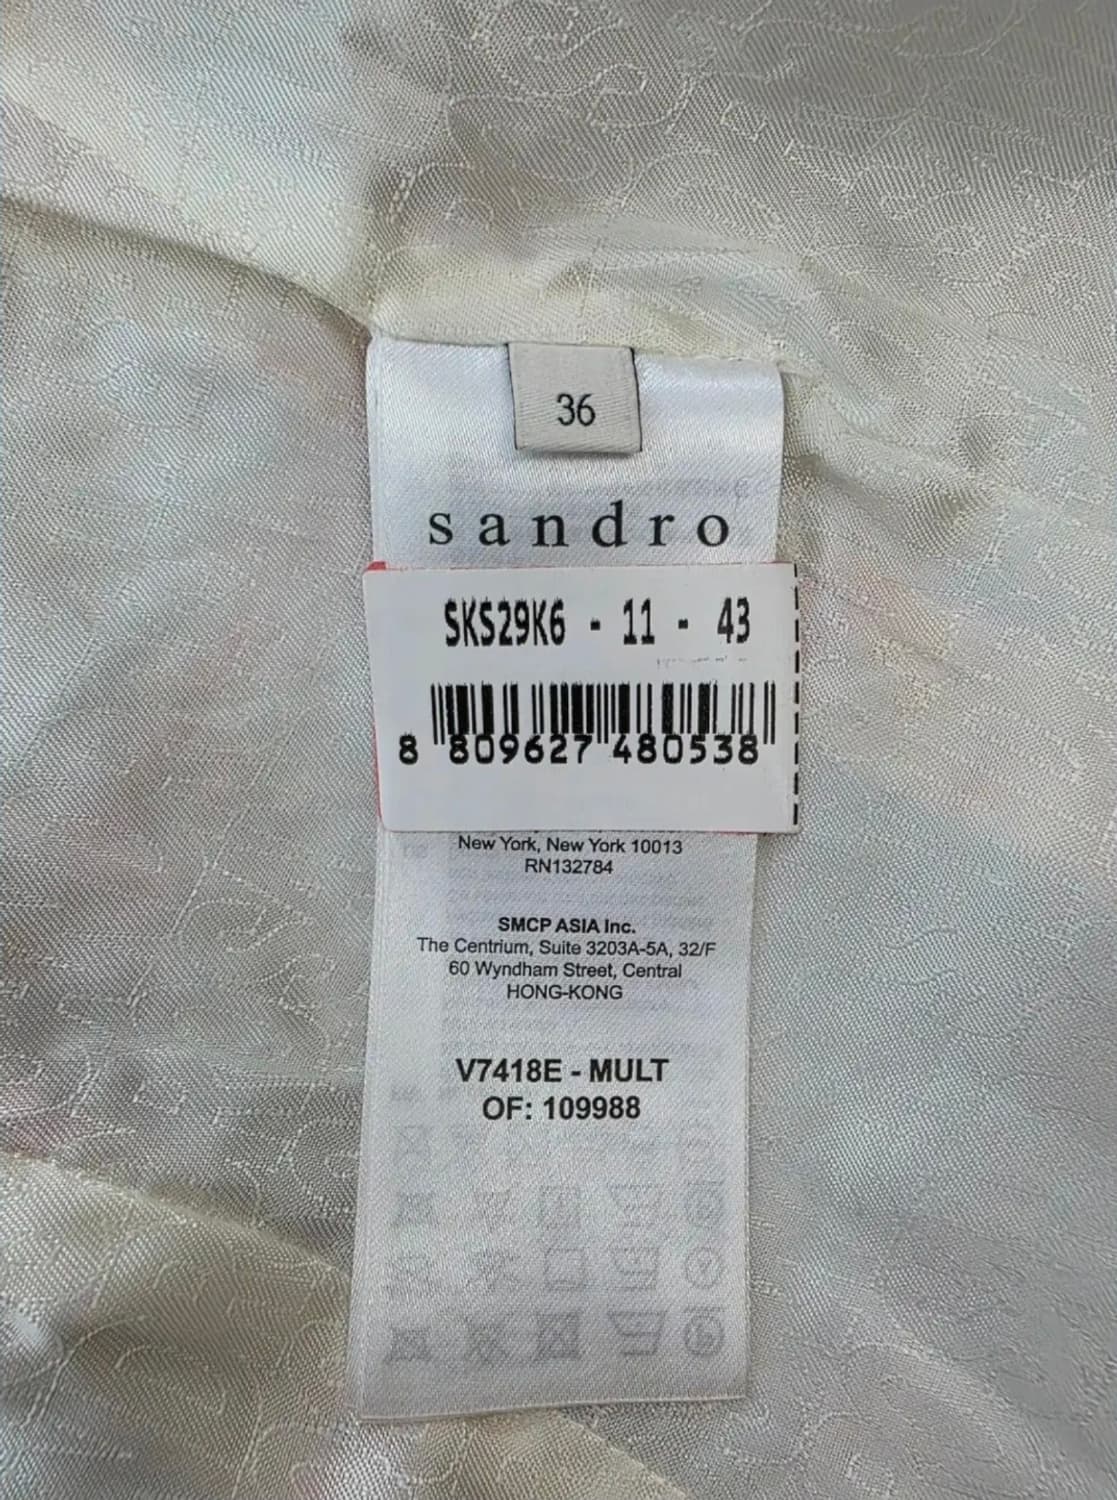 36
sandro
SKS29K6 - 11 - 43
8 809627 480538
New York, New York 10013
RN132784
SMCP ASIA Inc.
The Centrium, Suite 3203A-5A, 32/F
60 Wyndham Street, Central
HONG-KONG
V7418E - MULT
OF: 109988